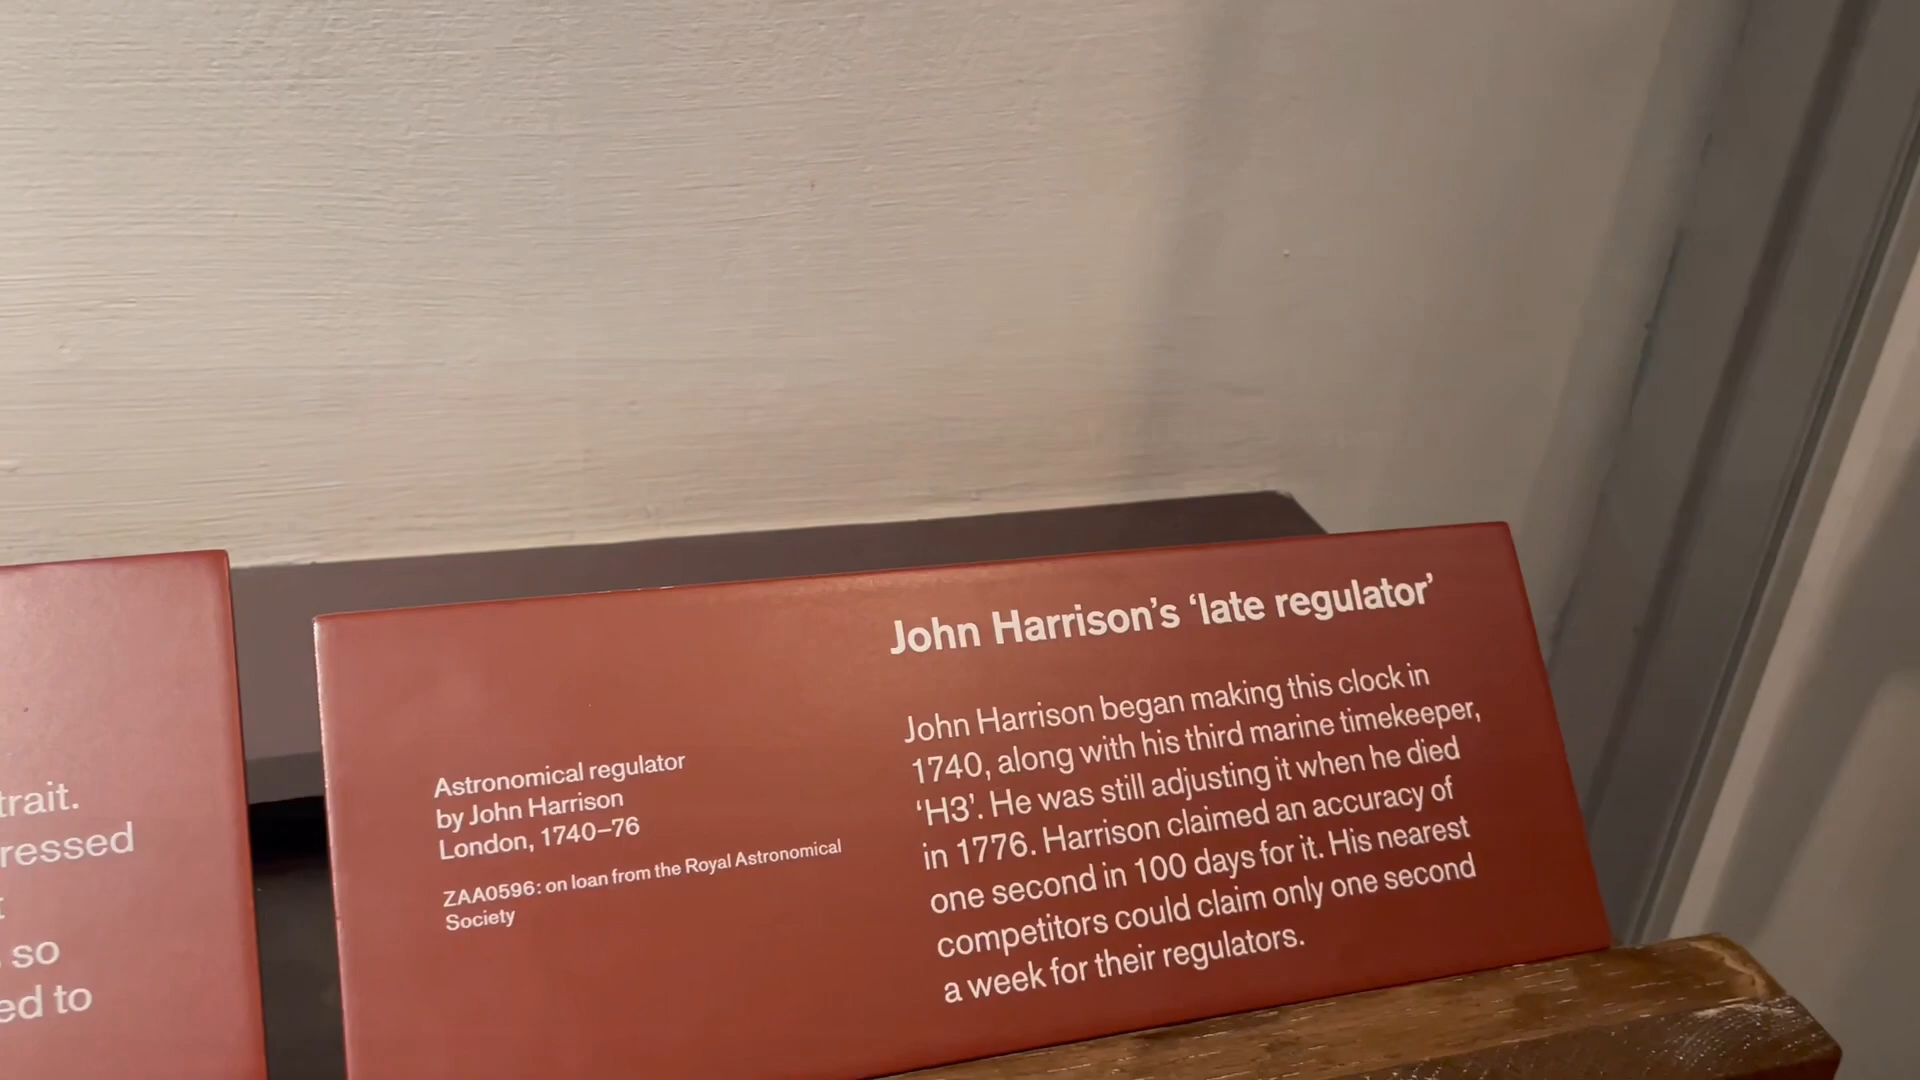 trait.
ressed
so
ed to
Astronomical regulator
by John Harrison
London, 1740–76
ZAA0596: on loan from the Royal Astronomical
Society
John Harrison’s ‘late regulator’
John Harrison began making this clock in
1740, along with his third marine timekeeper,
‘H3’. He was still adjusting it when he died
in 1776. Harrison claimed an accuracy of
one second in 100 days for it. His nearest
competitors could claim only one second
a week for their regulators.